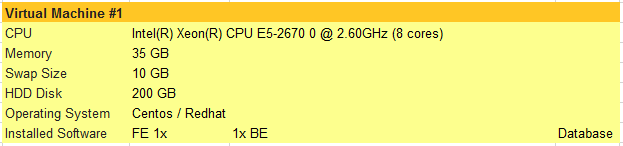 Virtual Machine #1
CPU Intel(R) Xeon(R) CPU E5-2670 0 @ 2.60GHz (8 cores)
Memory 35 GB
Swap Size 10 GB
HDD Disk 200 GB
Operating System Centos / Redhat
Installed Software FE 1x 1x BE Database